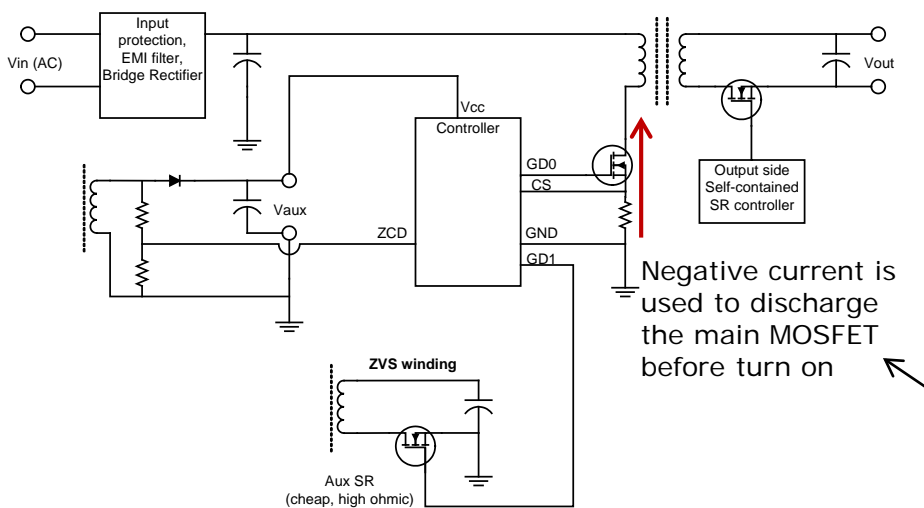 Input
protection,
EMI filter,
Bridge Rectifier
Vin (AC)
Vout
Vcc
Controller
GD0
CS
Output side
Self-contained
SR controller
Vaux
ZCD
GND
GD1
Negative current is
used to discharge
the main MOSFET
before turn on
ZVS winding
Aux SR
(cheap, high ohmic)